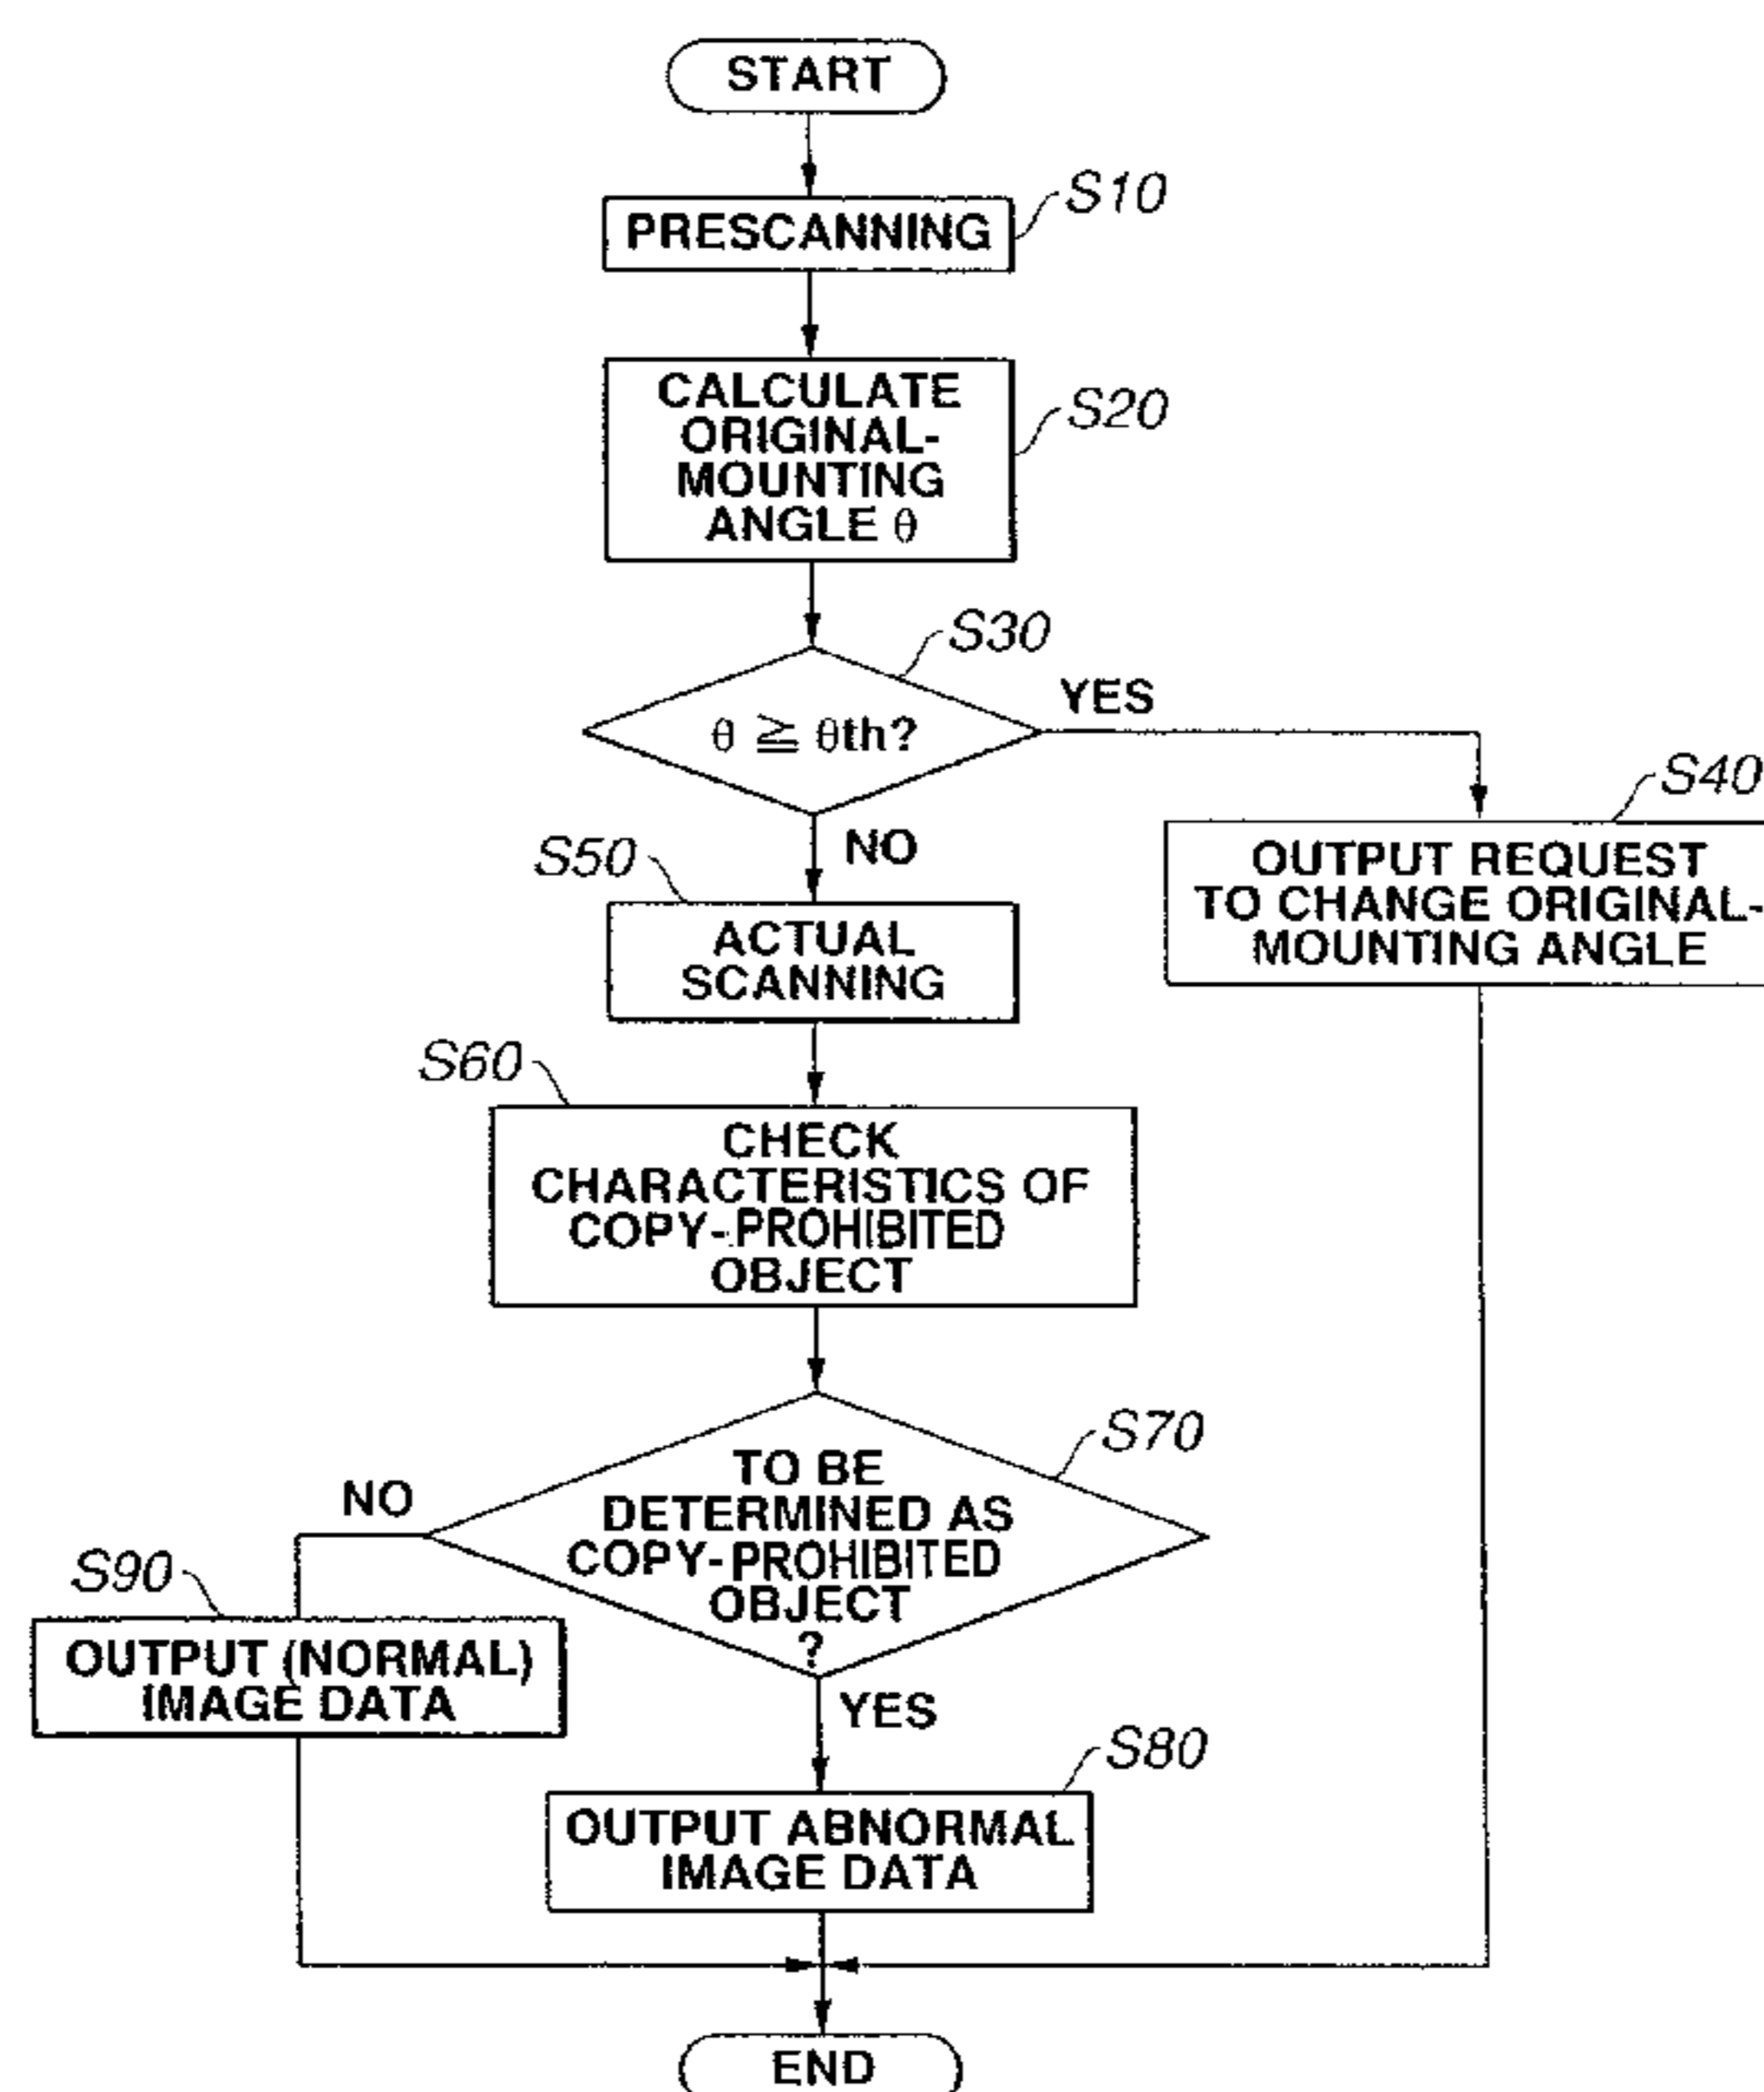 START
S10
PRESCANNING
S20
CALCULATE
ORIGINAL-
MOUNTING
ANGLE θ
S30
θ ≧ θth?
YES
NO
S40
OUTPUT REQUEST
TO CHANGE ORIGINAL-
MOUNTING ANGLE
S50
ACTUAL
SCANNING
S60
CHECK
CHARACTERISTICS OF
COPY-PROHIBITED
OBJECT
S70
TO BE
DETERMINED AS
COPY-PROHIBITED
OBJECT
?
NO
S90
OUTPUT (NORMAL)
IMAGE DATA
YES
S80
OUTPUT ABNORMAL
IMAGE DATA
END